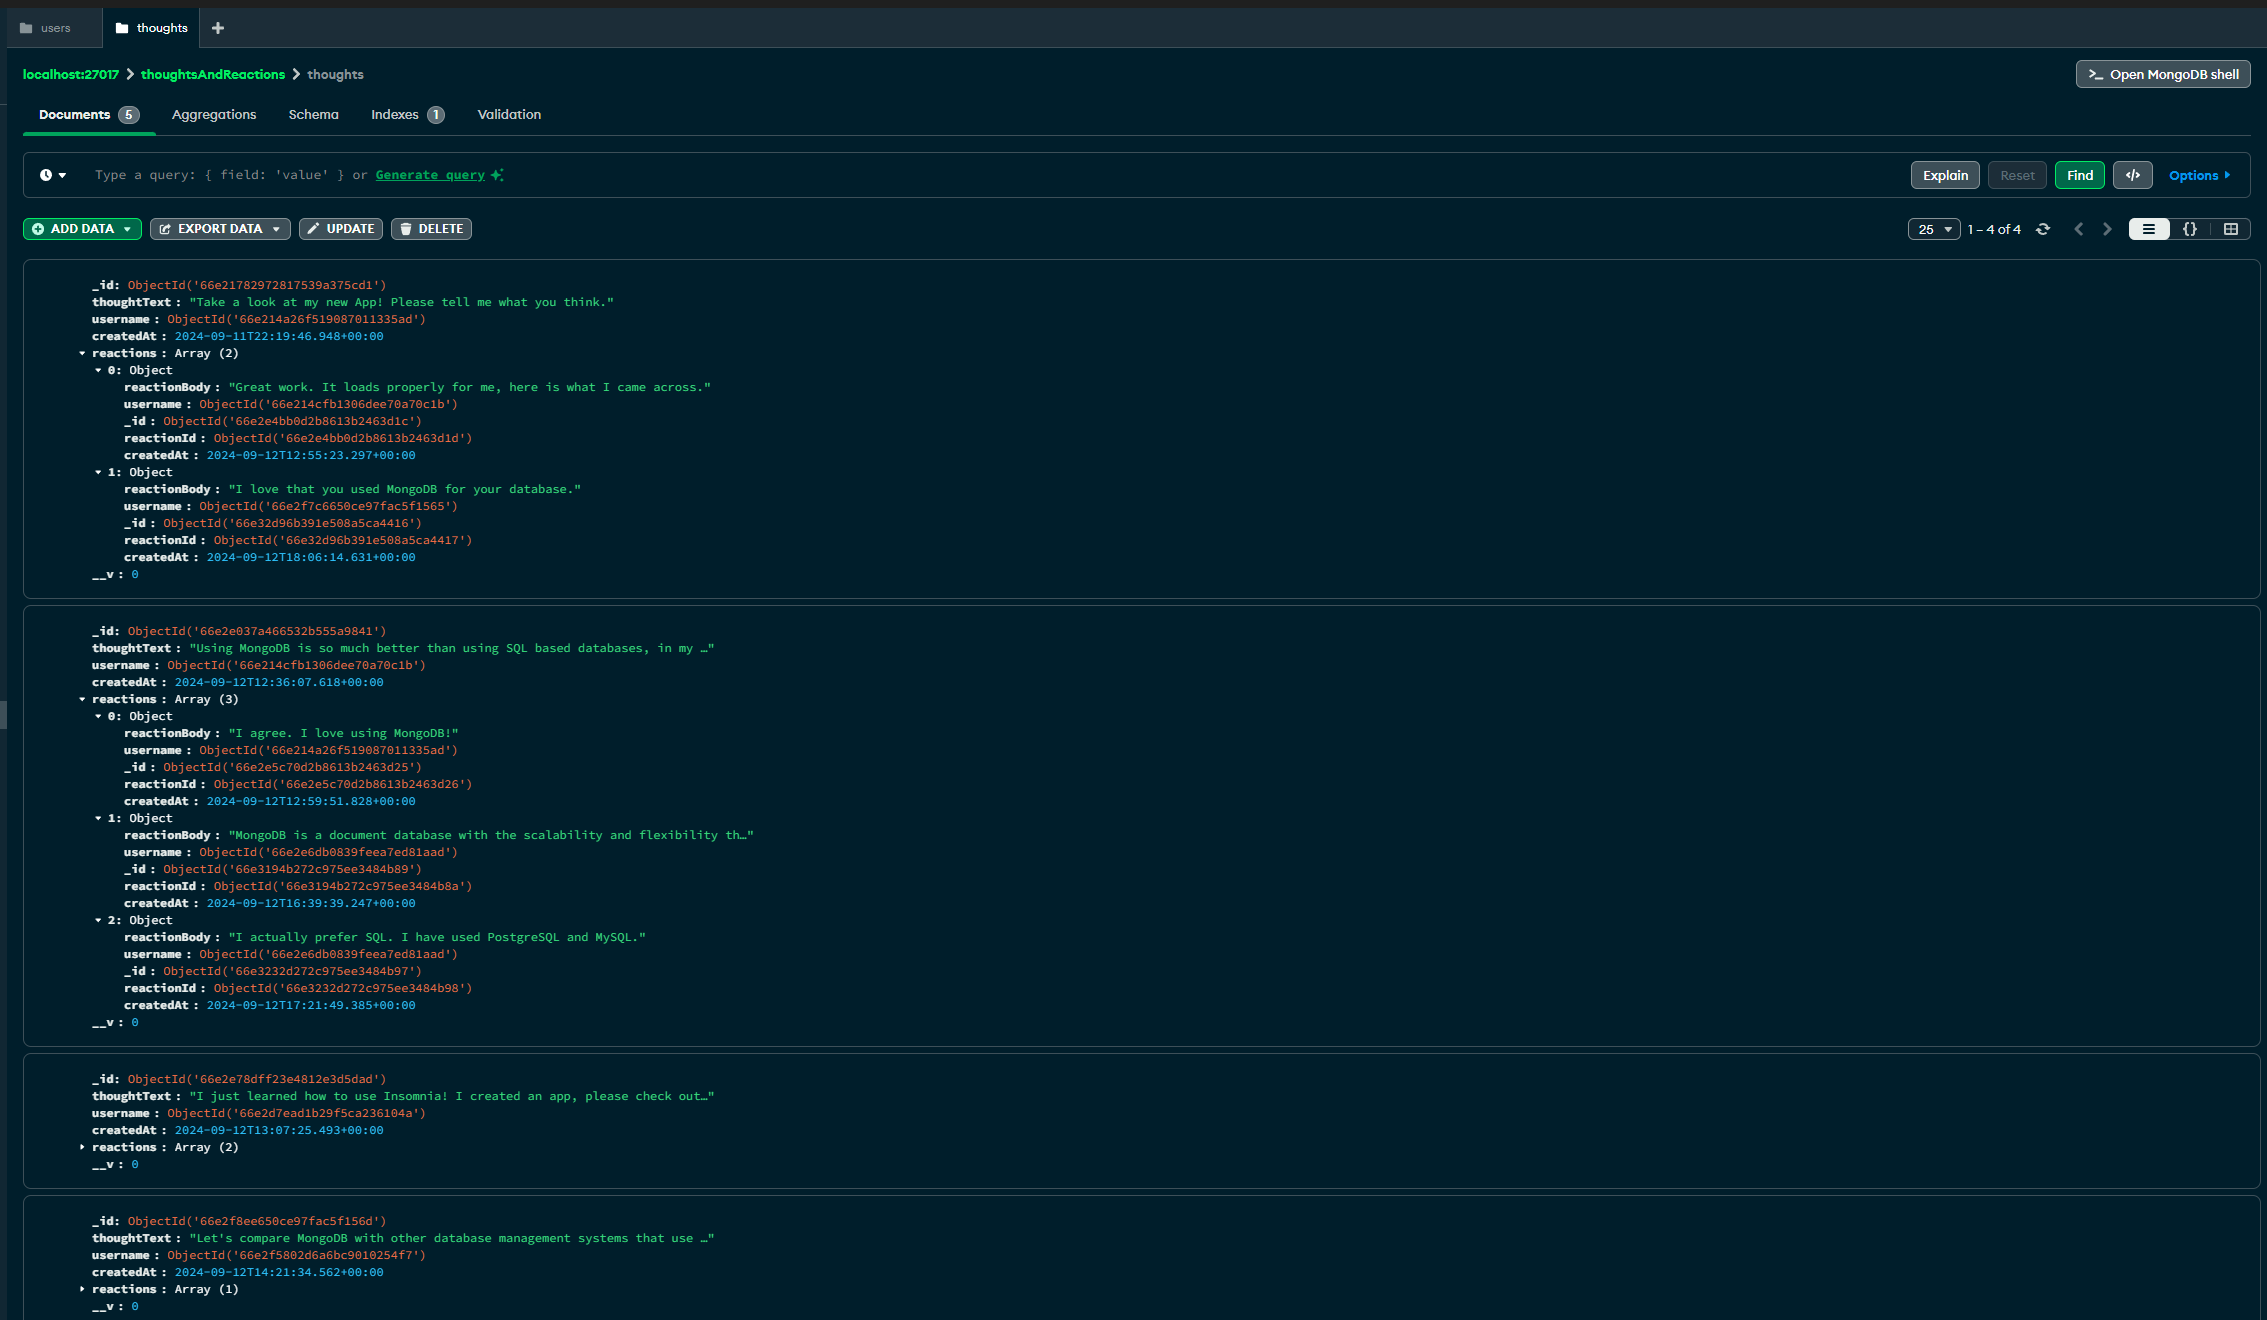 users
thoughts
localhost:27017 > thoughtsAndReactions > thoughts
>_ Open MongoDB shell
Documents 5 Aggregations Schema Indexes 1 Validation
Type a query: { field: 'value' } or Generate query
Explain Reset Find </> Options
ADD DATA EXPORT DATA UPDATE DELETE
25 1 – 4 of 4 {}
_id: ObjectId('66e21782972817539a375cd1')
thoughtText : "Take a look at my new App! Please tell me what you think."
username : ObjectId('66e214a26f519087011335ad')
createdAt : 2024-09-11T22:19:46.948+00:00
reactions : Array (2)
0: Object
reactionBody : "Great work. It loads properly for me, here is what I came across."
username : ObjectId('66e214cfb1306dee70a70c1b')
_id : ObjectId('66e2e4bb0d2b8613b2463d1c')
reactionId : ObjectId('66e2e4bb0d2b8613b2463d1d')
createdAt : 2024-09-12T12:55:23.297+00:00
1: Object
reactionBody : "I love that you used MongoDB for your database."
username : ObjectId('66e2f7c6650ce97fac5f1565')
_id : ObjectId('66e32d96b391e508a5ca4416')
reactionId : ObjectId('66e32d96b391e508a5ca4417')
createdAt : 2024-09-12T18:06:14.631+00:00
__v : 0
_id: ObjectId('66e2e037a466532b555a9841')
thoughtText : "Using MongoDB is so much better than using SQL based databases, in my …"
username : ObjectId('66e214cfb1306dee70a70c1b')
createdAt : 2024-09-12T12:36:07.618+00:00
reactions : Array (3)
0: Object
reactionBody : "I agree. I love using MongoDB!"
username : ObjectId('66e214a26f519087011335ad')
_id : ObjectId('66e2e5c70d2b8613b2463d25')
reactionId : ObjectId('66e2e5c70d2b8613b2463d26')
createdAt : 2024-09-12T12:59:51.828+00:00
1: Object
reactionBody : "MongoDB is a document database with the scalability and flexibility th…"
username : ObjectId('66e2e6db0839feea7ed81aad')
_id : ObjectId('66e3194b272c975ee3484b89')
reactionId : ObjectId('66e3194b272c975ee3484b8a')
createdAt : 2024-09-12T16:39:39.247+00:00
2: Object
reactionBody : "I actually prefer SQL. I have used PostgreSQL and MySQL."
username : ObjectId('66e2e6db0839feea7ed81aad')
_id : ObjectId('66e3232d272c975ee3484b97')
reactionId : ObjectId('66e3232d272c975ee3484b98')
createdAt : 2024-09-12T17:21:49.385+00:00
__v : 0
_id: ObjectId('66e2e78dff23e4812e3d5dad')
thoughtText : "I just learned how to use Insomnia! I created an app, please check out…"
username : ObjectId('66e2d7ead1b29f5ca236104a')
createdAt : 2024-09-12T13:07:25.493+00:00
reactions : Array (2)
__v : 0
_id: ObjectId('66e2f8ee650ce97fac5f156d')
thoughtText : "Let's compare MongoDB with other database management systems that use …"
username : ObjectId('66e2f5802d6a6bc9010254f7')
createdAt : 2024-09-12T14:21:34.562+00:00
reactions : Array (1)
__v : 0